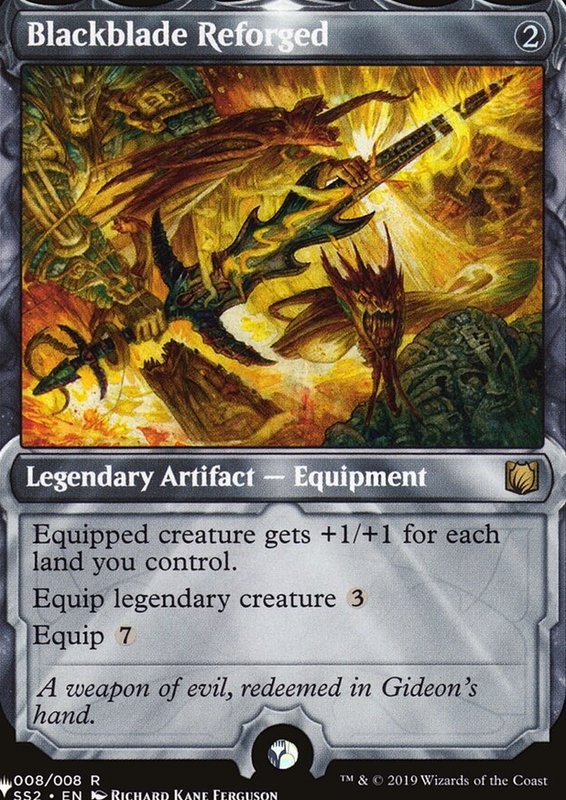 Blackblade Reforged 2
Legendary Artifact — Equipment
Equipped creature gets +1/+1 for each
land you control.
Equip legendary creature 3
Equip 7
A weapon of evil, redeemed in Gideon's
hand.
008/008 R
SS2 • EN Richard Kane Ferguson
™ & © 2019 Wizards of the Coast